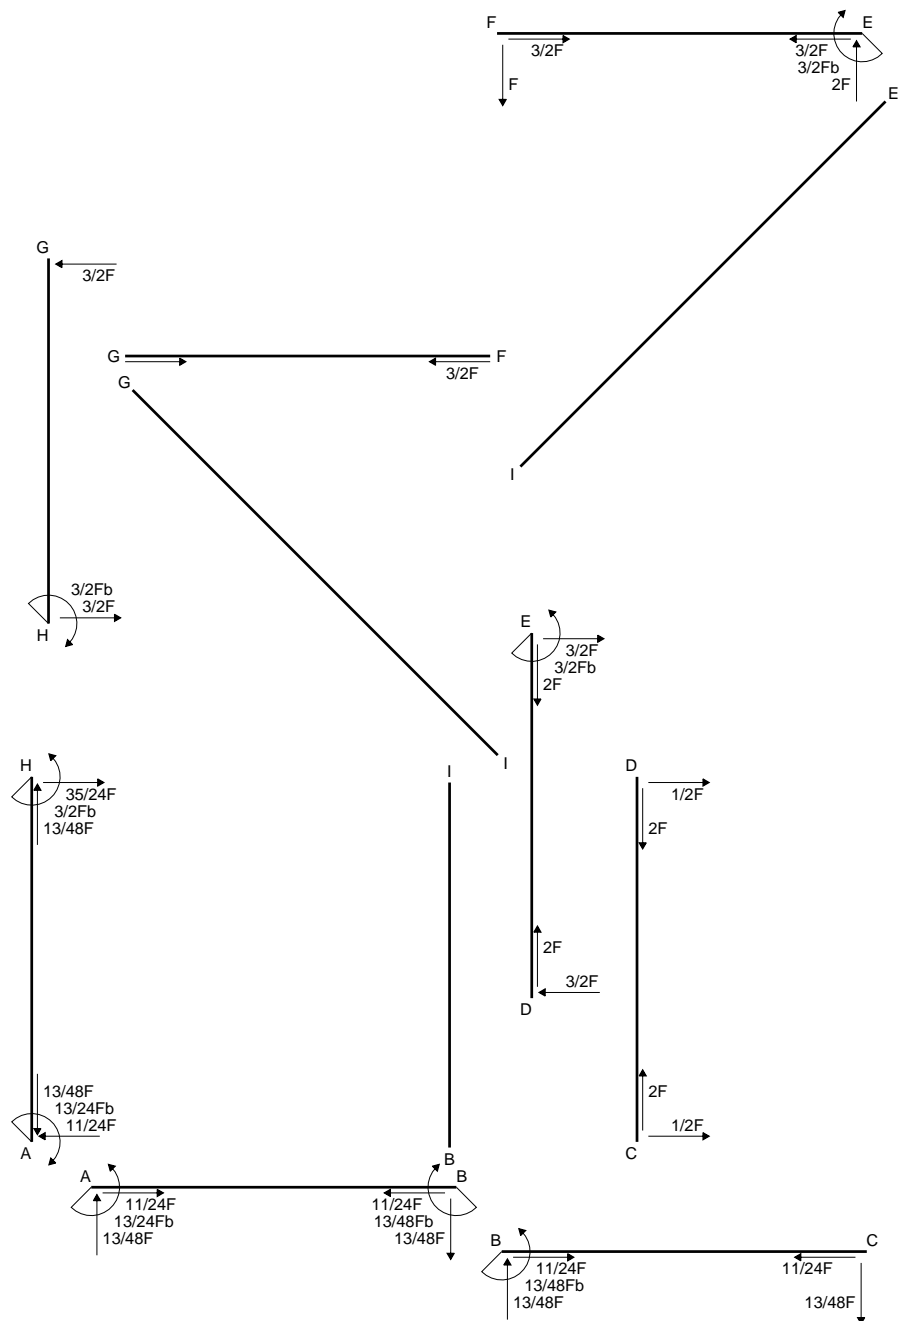 F
E
3/2F
3/2F
3/2Fb
F
2F
E
G
3/2F
G
F
3/2F
G
I
3/2Fb
3/2F
H
E
3/2F
3/2Fb
2F
H
I
I
D
35/24F
3/2Fb
13/48F
1/2F
2F
2F
3/2F
D
13/48F
13/24Fb
11/24F
2F
1/2F
A
B
C
A
B
11/24F
13/24Fb
13/48F
11/24F
13/48Fb
13/48F
B
C
11/24F
13/48Fb
13/48F
11/24F
13/48F